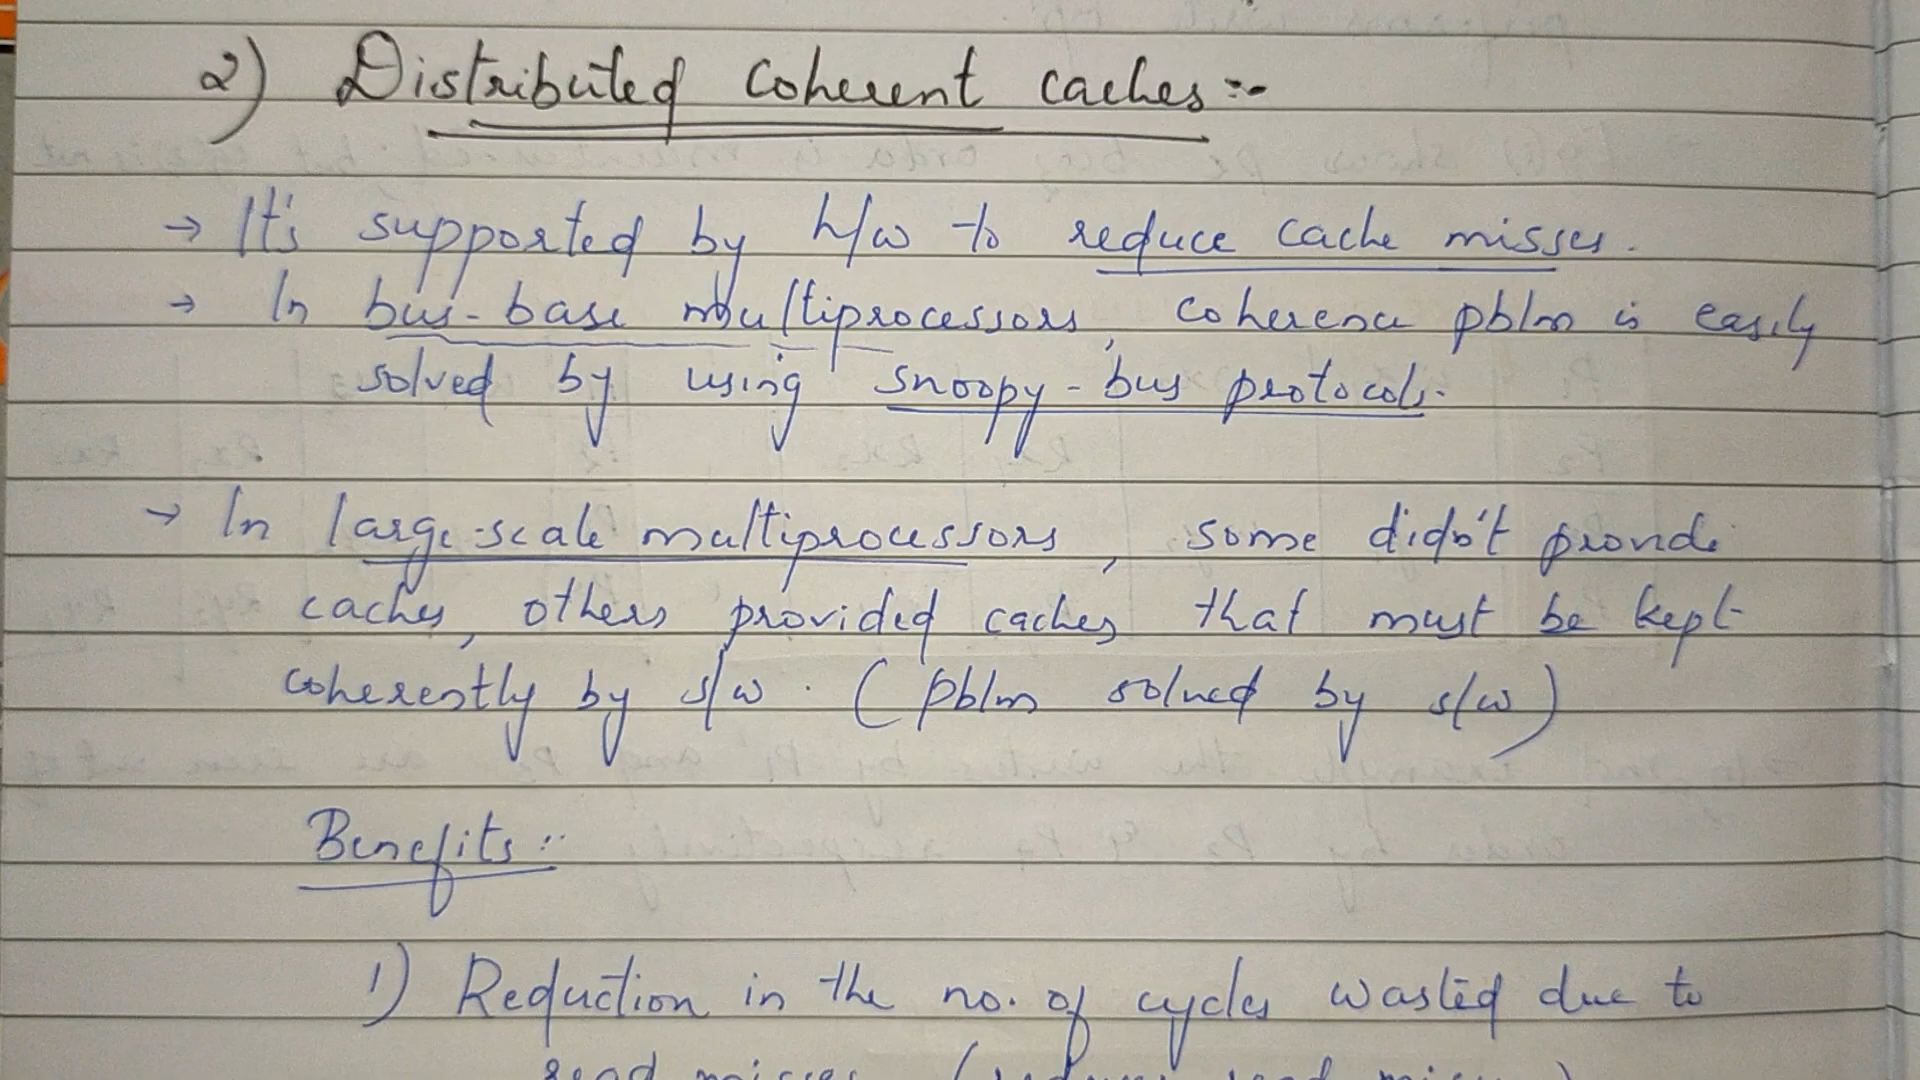 2) Distributed Coherent caches:-
→ It's supported by h/w to reduce cache misses.
→ In bus-base multiprocessors, coherence pblm is easily
solved by using snoopy-bus protocols.
→ In large-scale multiprocessors, some didn't provide
caches, others provided caches that must be kept
coherently by s/w. (pblm solved by s/w)
Benefits:-
1) Reduction in the no. of cycles wasted due to
read misses